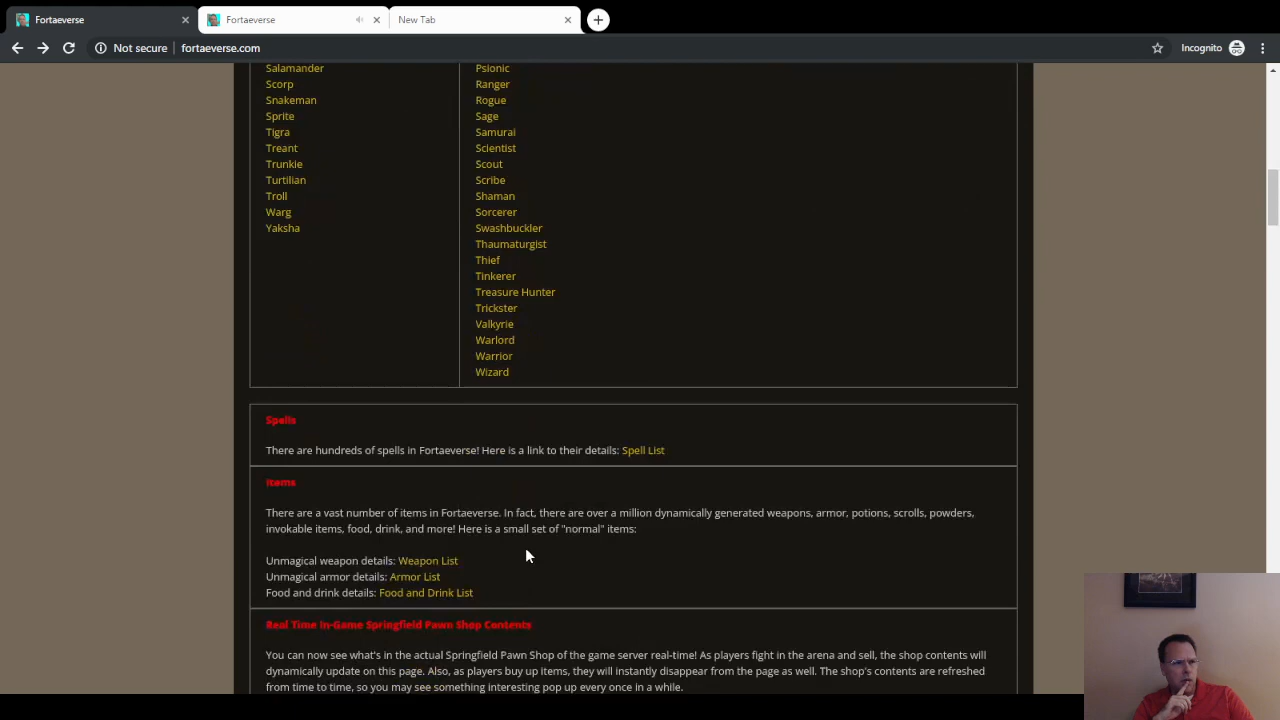 Fortaeverse
Fortaeverse
New Tab
Not secure
fortaeverse.com
Incognito
Salamander
Scorp
Snakeman
Sprite
Tigra
Treant
Trunkie
Turtilian
Troll
Warg
Yaksha
Psionic
Ranger
Rogue
Sage
Samurai
Scientist
Scout
Scribe
Shaman
Sorcerer
Swashbuckler
Thaumaturgist
Thief
Tinkerer
Treasure Hunter
Trickster
Valkyrie
Warlord
Warrior
Wizard
Spells
There are hundreds of spells in Fortaeverse! Here is a link to their details: Spell List
Items
There are a vast number of items in Fortaeverse. In fact, there are over a million dynamically generated weapons, armor, potions, scrolls, powders,
invokable items, food, drink, and more! Here is a small set of "normal" items:
Unmagical weapon details: Weapon List
Unmagical armor details: Armor List
Food and drink details: Food and Drink List
Real Time In-Game Springfield Pawn Shop Contents
You can now see what's in the actual Springfield Pawn Shop of the game server real-time! As players fight in the arena and sell, the shop contents will
dynamically update on this page. Also, as players buy up items, they will instantly disappear from the page as well. The shop's contents are refreshed
from time to time, so you may see something interesting pop up every once in a while.